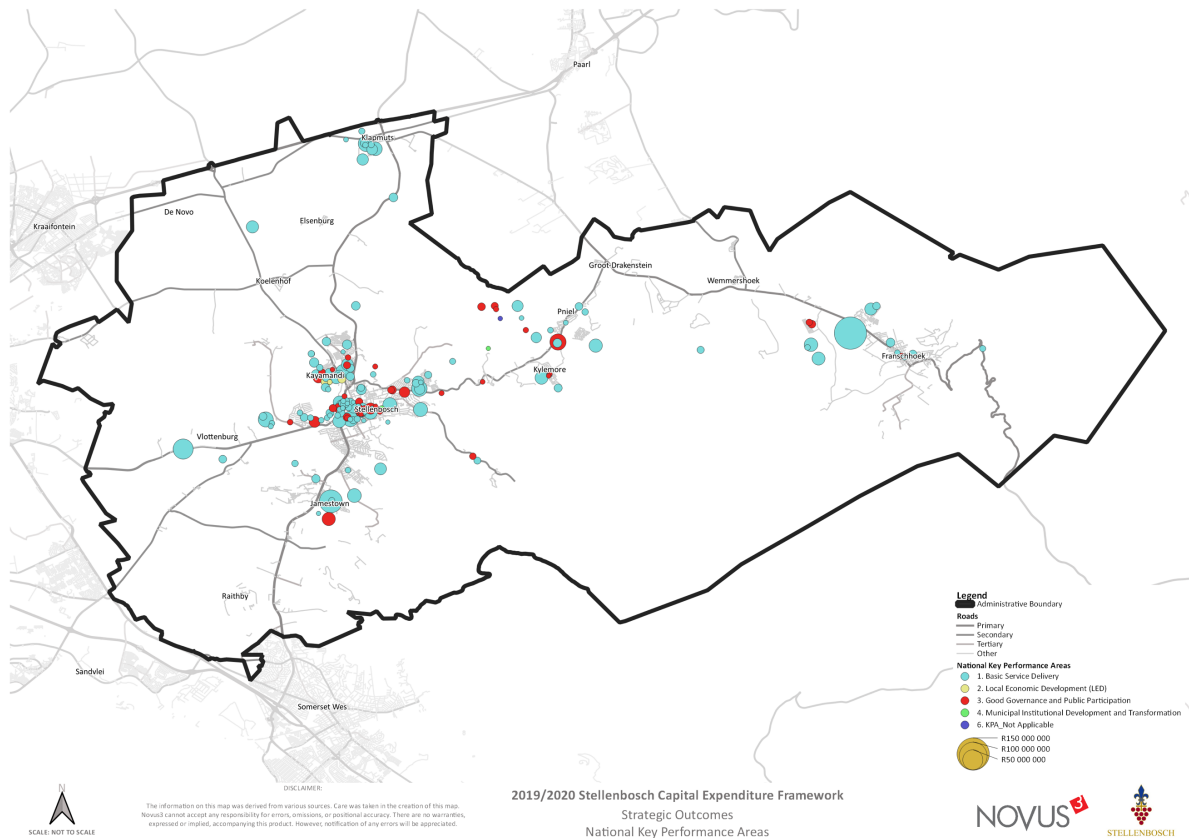 Paarl
Klapmuts
De Novo
Elsenburg
Kraaifontein
Groot-Drakenstein
Koelenhof
Wemmershoek
Pniel
Franschhoek
Kylemore
Kayamandi
Stellenbosch
Vlottenburg
Jamestown
Raithby
Sandvlei
Somerset Wes
Legend
Administrative Boundary
Roads
Primary
Secondary
Tertiary
Other
National Key Performance Areas
1. Basic Service Delivery
2. Local Economic Development (LED)
3. Good Governance and Public Participation
4. Municipal Institutional Development and Transformation
6. KPA_Not Applicable
R150 000 000
R100 000 000
R50 000 000
N
SCALE: NOT TO SCALE
DISCLAIMER:
The information on this map was derived from various sources. Care was taken in the creation of this map.
Novus3 cannot accept any responsibility for errors, omissions, or positional accuracy. There are no warranties,
expressed or implied, accompanying this product. However, notification of any errors will be appreciated.
2019/2020 Stellenbosch Capital Expenditure Framework
Strategic Outcomes
National Key Performance Areas
NOVUS3
STELLENBOSCH